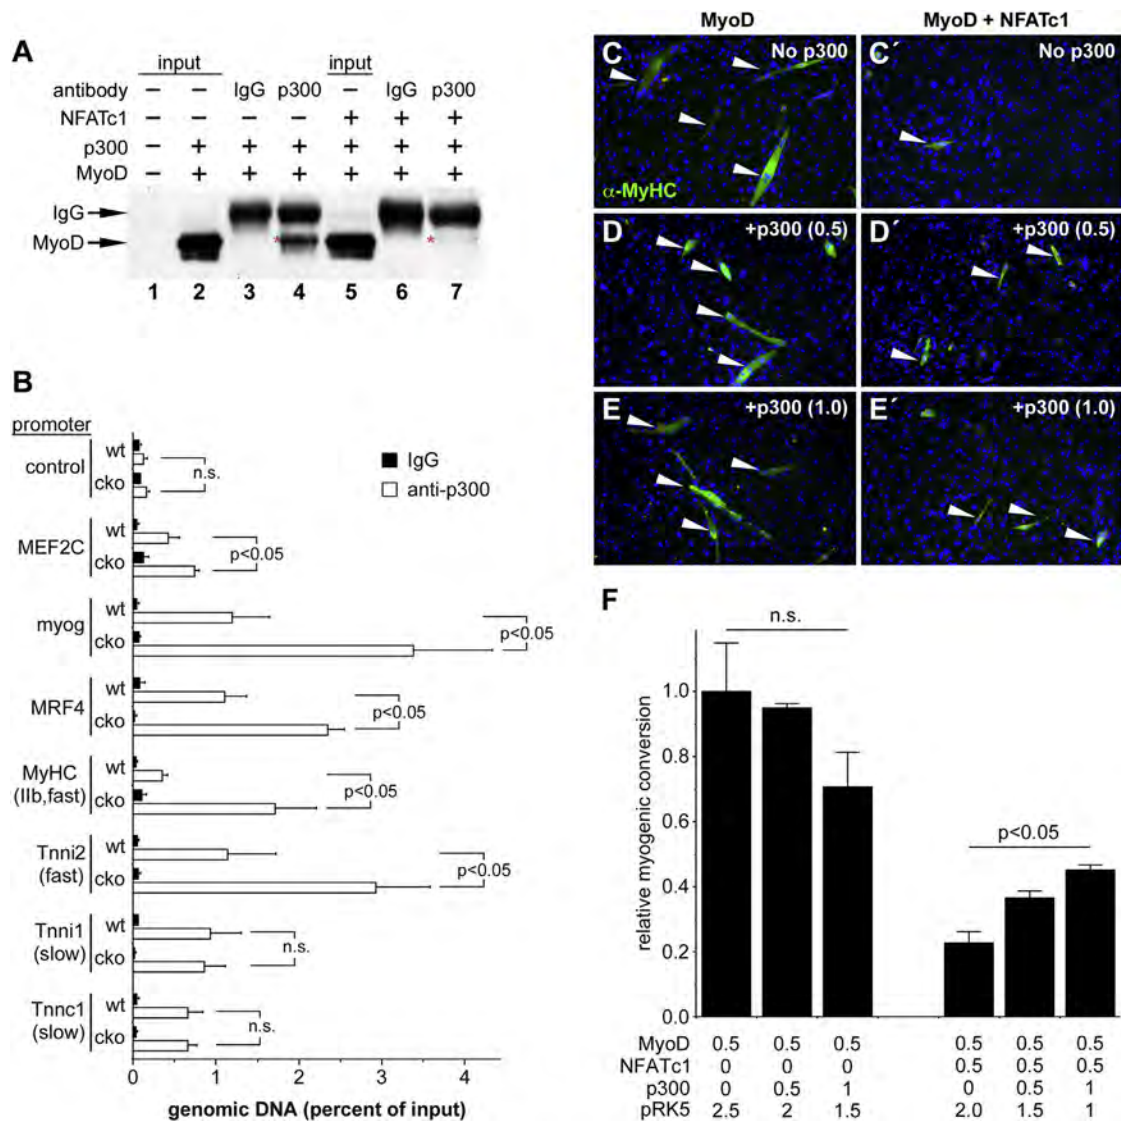 A
input input
antibody – – IgG p300 – IgG p300
NFATc1 – – – – + + +
p300 – + + + + + +
MyoD – + + + + + +
IgG
MyoD
* *
1 2 3 4 5 6 7
B
promoter
IgG
anti-p300
control wt cko n.s.
MEF2C wt cko p<0.05
myog wt cko p<0.05
MRF4 wt cko p<0.05
MyHC (IIb,fast) wt cko p<0.05
Tnni2 (fast) wt cko p<0.05
Tnni1 (slow) wt cko n.s.
Tnnc1 (slow) wt cko n.s.
0 1 2 3 4
genomic DNA (percent of input)
MyoD MyoD + NFATc1
C No p300 C´ No p300
α-MyHC
D +p300 (0.5) D´ +p300 (0.5)
E +p300 (1.0) E´ +p300 (1.0)
F
n.s.
p<0.05
relative myogenic conversion
1.0
0.8
0.6
0.4
0.2
0.0
MyoD 0.5 0.5 0.5 0.5 0.5 0.5
NFATc1 0 0 0 0.5 0.5 0.5
p300 0 0.5 1 0 0.5 1
pRK5 2.5 2 1.5 2.0 1.5 1